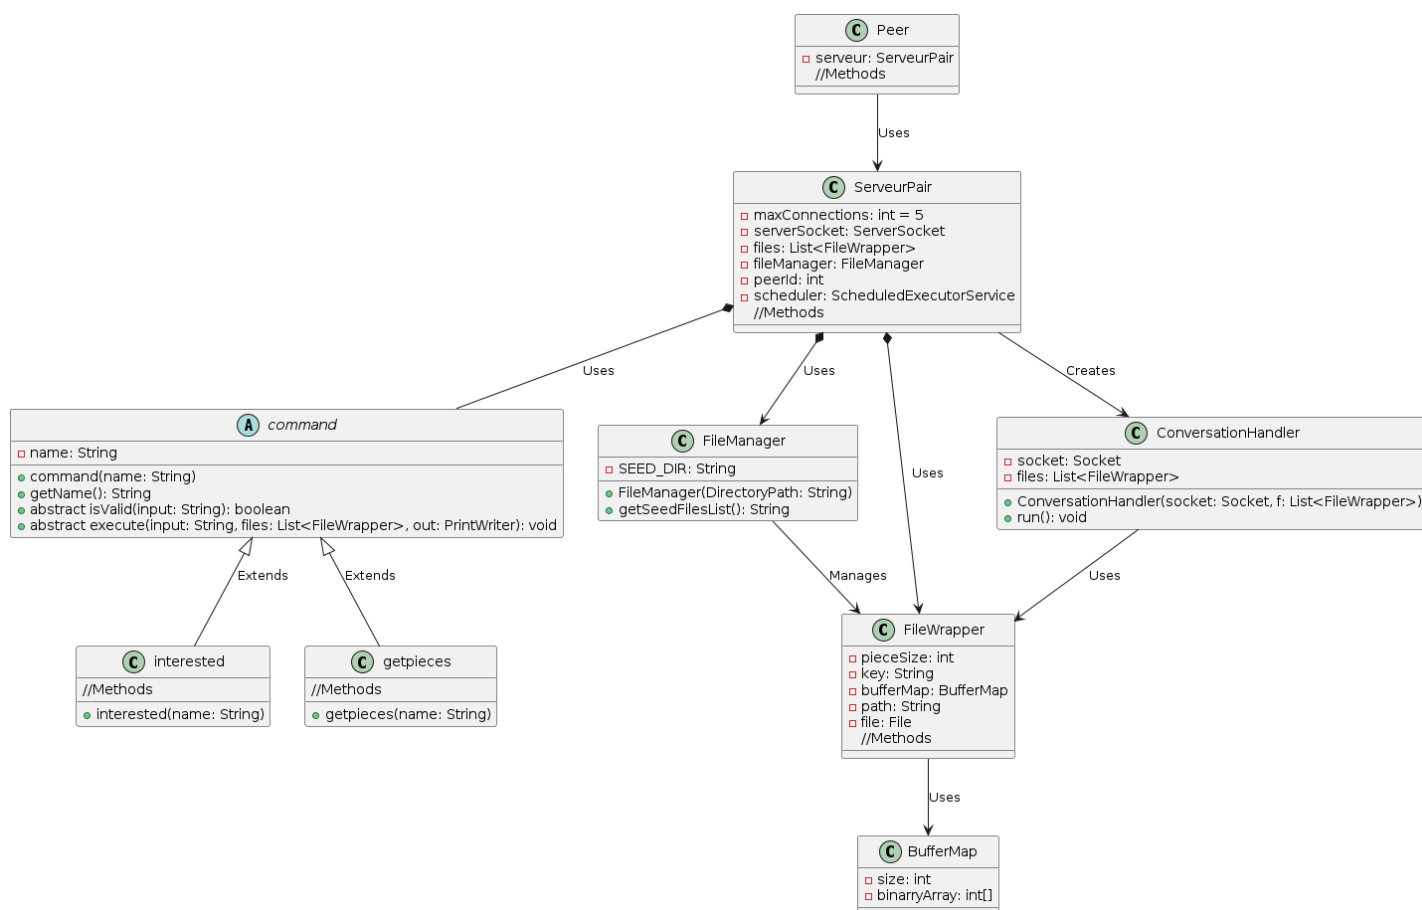 C Peer
serveur: ServeurPair
//Methods
Uses
C ServeurPair
maxConnections: int = 5
serverSocket: ServerSocket
files: List<FileWrapper>
fileManager: FileManager
peerId: int
scheduler: ScheduledExecutorService
//Methods
Uses
Uses
Uses
Creates
A command
name: String
command(name: String)
getName(): String
abstract isValid(input: String): boolean
abstract execute(input: String, files: List<FileWrapper>, out: PrintWriter): void
C FileManager
SEED_DIR: String
FileManager(DirectoryPath: String)
getSeedFilesList(): String
C ConversationHandler
socket: Socket
files: List<FileWrapper>
ConversationHandler(socket: Socket, f: List<FileWrapper>)
run(): void
Extends
Extends
Manages
Uses
C interested
//Methods
interested(name: String)
C getpieces
//Methods
getpieces(name: String)
C FileWrapper
pieceSize: int
key: String
bufferMap: BufferMap
path: String
file: File
//Methods
Uses
C BufferMap
size: int
binarryArray: int[]